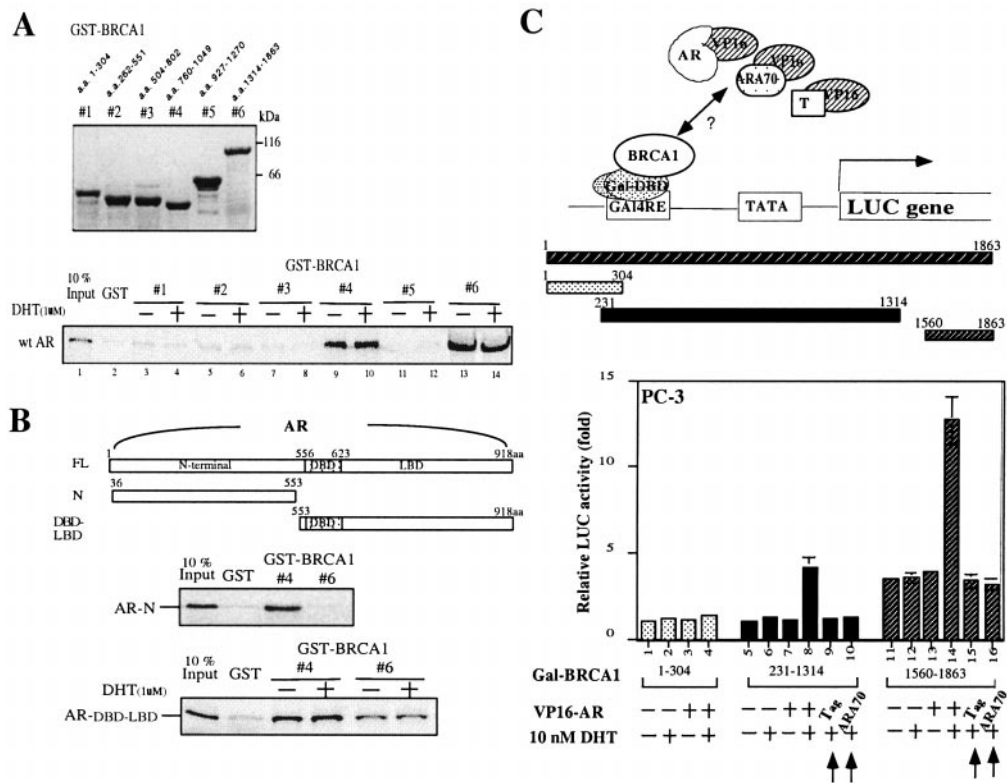 A
GST-BRCA1
a.a. 1-304
a.a. 262-551
a.a. 504-802
a.a. 760-1049
a.a. 927-1270
a.a. 1314-1863
#1 #2 #3 #4 #5 #6 kDa
116
66
GST-BRCA1
10 %
Input GST #1 #2 #3 #4 #5 #6
DHT(1uM) − + − + − + − + − + − +
wt AR
1 2 3 4 5 6 7 8 9 10 11 12 13 14
B
AR
1 556 623 918aa
FL N-terminal DBD LBD
36 553
N
553 918aa
DBD-LBD DBD
10 %
Input GST GST-BRCA1
#4 #6
AR-N
10 %
Input GST GST-BRCA1
#4 #6
DHT(1uM) − + − +
AR-DBD-LBD
C
AR VP16
ARA70 VP16
T VP16
?
BRCA1
Gal-DBD
GAl4RE TATA LUC gene
1 1863
1 304
231 1314
1560 1863
15
PC-3
10
5
0
Relative LUC activity (fold)
1 2 3 4 5 6 7 8 9 10 11 12 13 14 15 16
Gal-BRCA1 1-304 231-1314 1560-1863
VP16-AR − − + + − − + + Tag ARA70 − − + + Tag ARA70
10 nM DHT − + − + − + − + + + − + − + + +